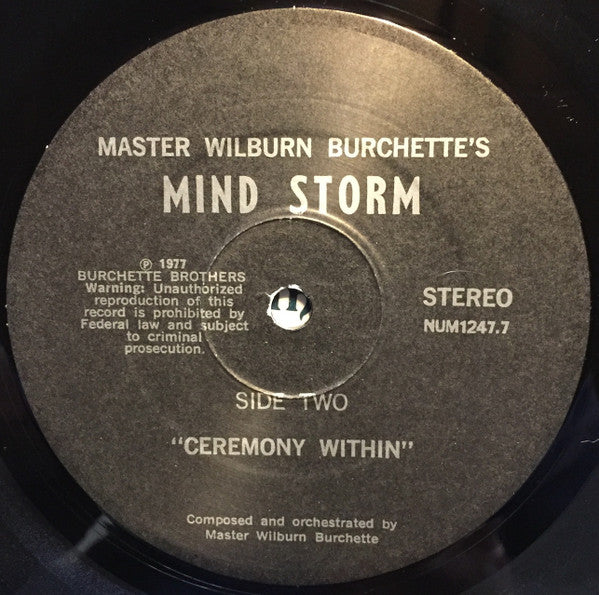 MASTER WILBURN BURCHETTE'S
MIND STORM
℗ 1977
BURCHETTE BROTHERS
Warning: Unauthorized
reproduction of this
record is prohibited by
Federal law and subject
to criminal
prosecution.
STEREO
NUM1247.7
SIDE TWO
"CEREMONY WITHIN"
Composed and orchestrated by
Master Wilburn Burchette